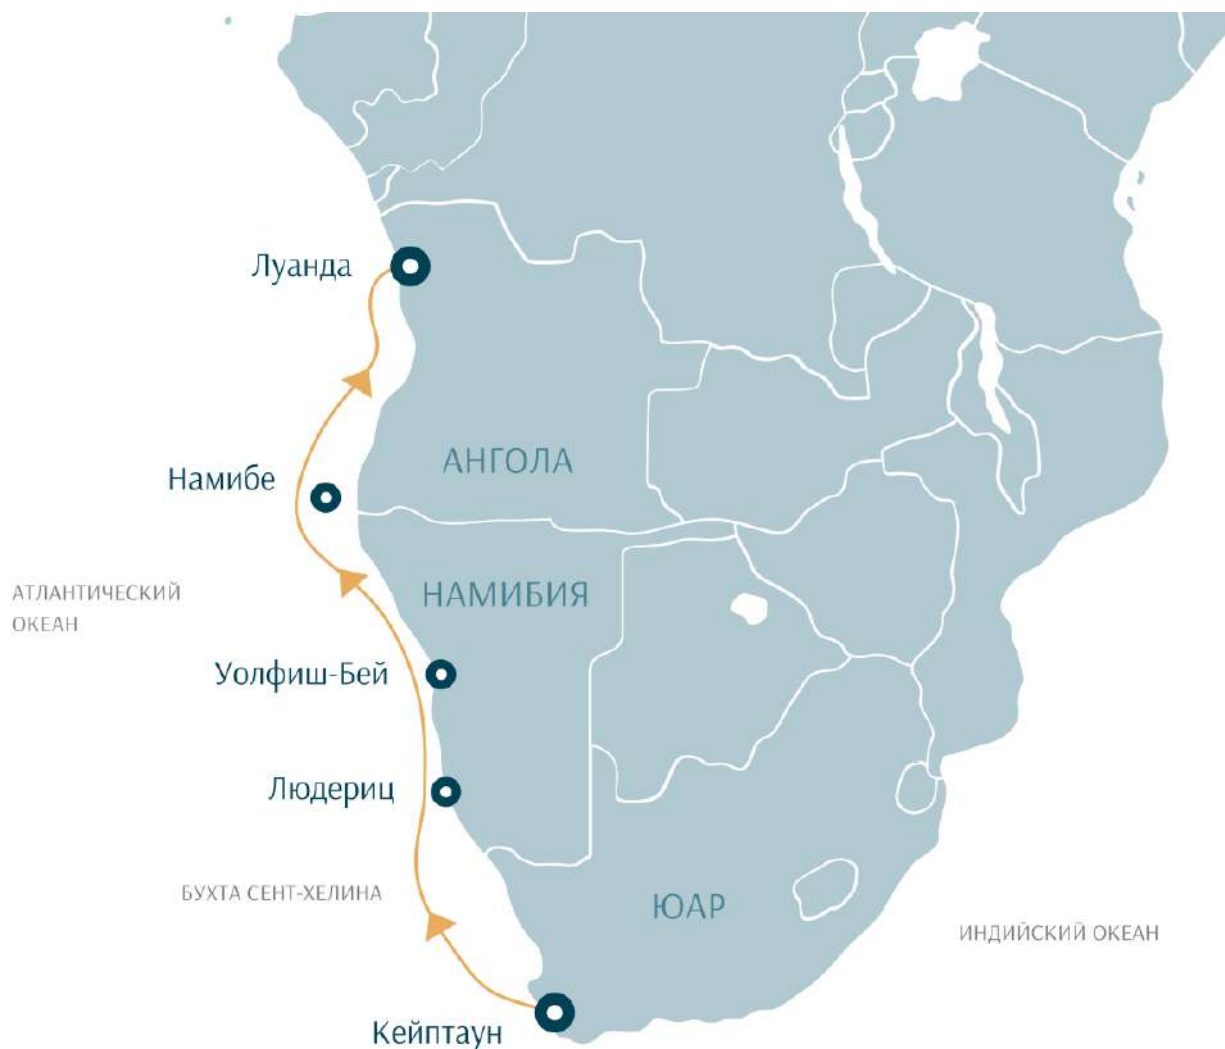 Луанда
АНГОЛА
Намибе
АТЛАНТИЧЕСКИЙ
ОКЕАН
НАМИБИЯ
Уолфиш-Бей
Людериц
БУХТА СЕНТ-ХЕЛИНА
ЮАР
ИНДИЙСКИЙ ОКЕАН
Кейптаун